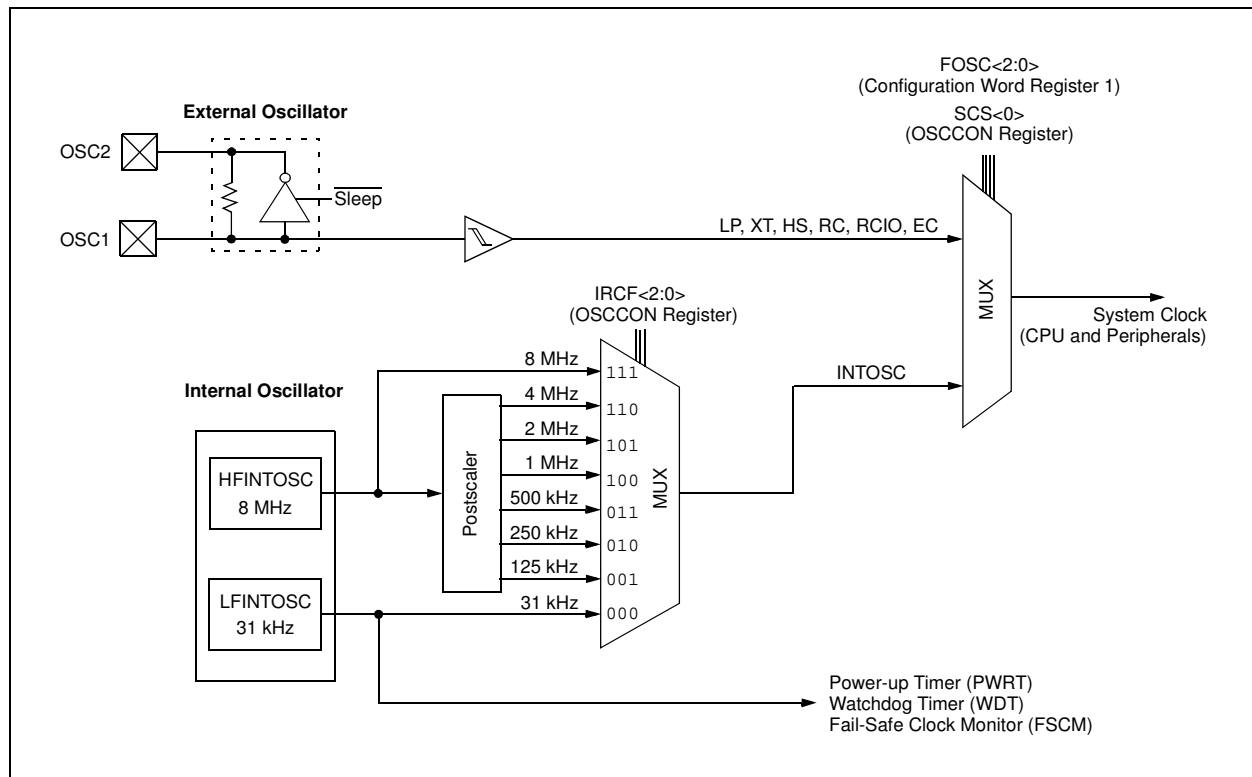 FOSC<2:0>
(Configuration Word Register 1)
SCS<0>
(OSCCON Register)
External Oscillator
OSC2
Sleep
OSC1
LP, XT, HS, RC, RCIO, EC
MUX
System Clock
(CPU and Peripherals)
IRCF<2:0>
(OSCCON Register)
INTOSC
Internal Oscillator
HFINTOSC
8 MHz
LFINTOSC
31 kHz
Postscaler
8 MHz
4 MHz
2 MHz
1 MHz
500 kHz
250 kHz
125 kHz
31 kHz
111
110
101
100
011
010
001
000
MUX
Power-up Timer (PWRT)
Watchdog Timer (WDT)
Fail-Safe Clock Monitor (FSCM)